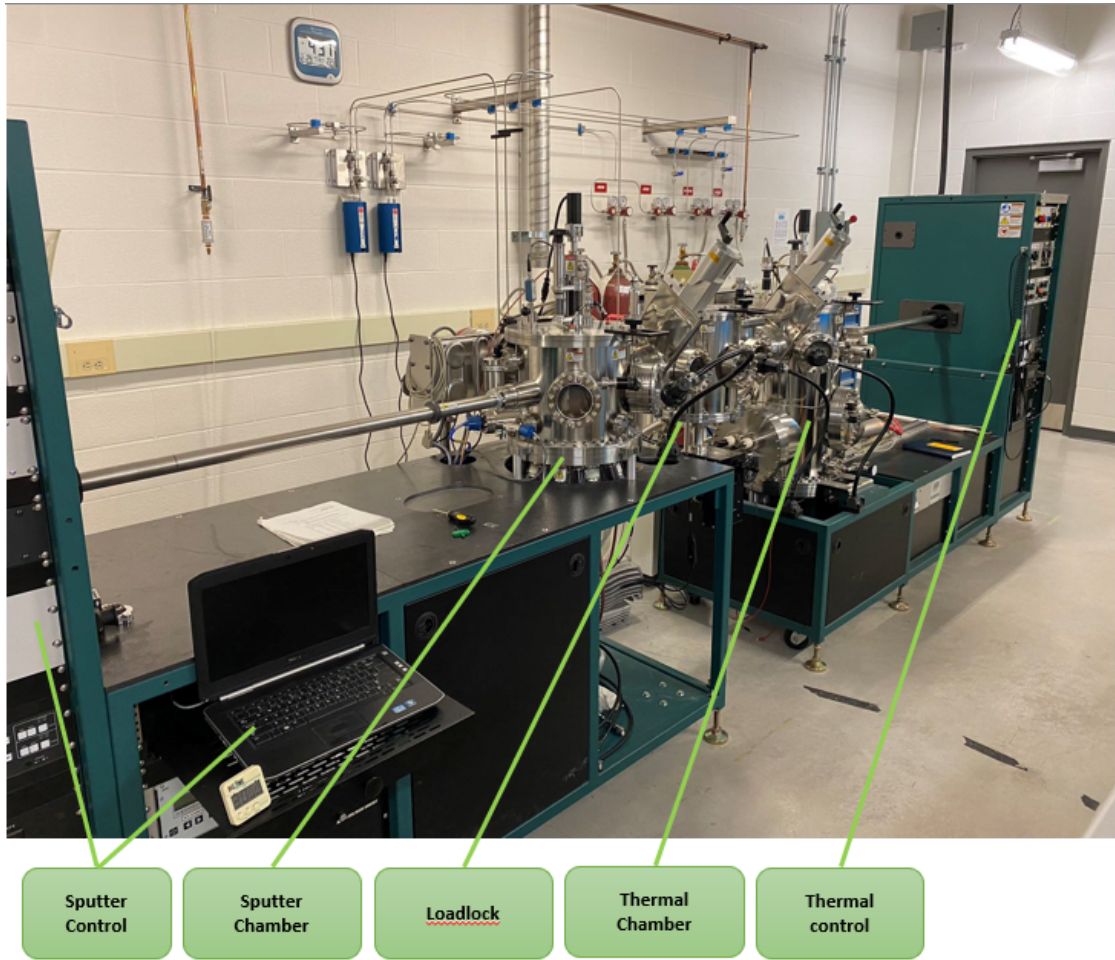 Sputter
Control
Sputter
Chamber
Loadlock
Thermal
Chamber
Thermal
control